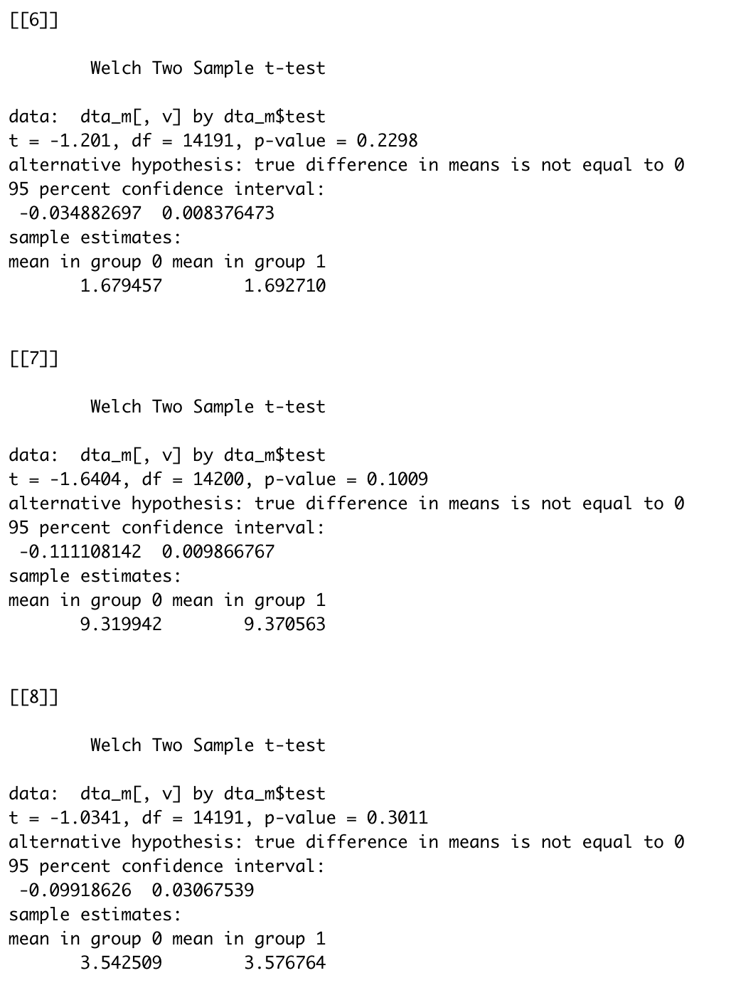 [[6]]
Welch Two Sample t-test
data:  dta_m[, v] by dta_m$test
t = -1.201, df = 14191, p-value = 0.2298
alternative hypothesis: true difference in means is not equal to 0
95 percent confidence interval:
 -0.034882697  0.008376473
sample estimates:
mean in group 0 mean in group 1
       1.679457        1.692710
[[7]]
Welch Two Sample t-test
data:  dta_m[, v] by dta_m$test
t = -1.6404, df = 14200, p-value = 0.1009
alternative hypothesis: true difference in means is not equal to 0
95 percent confidence interval:
 -0.111108142  0.009866767
sample estimates:
mean in group 0 mean in group 1
       9.319942        9.370563
[[8]]
Welch Two Sample t-test
data:  dta_m[, v] by dta_m$test
t = -1.0341, df = 14191, p-value = 0.3011
alternative hypothesis: true difference in means is not equal to 0
95 percent confidence interval:
 -0.09918626  0.03067539
sample estimates:
mean in group 0 mean in group 1
       3.542509        3.576764